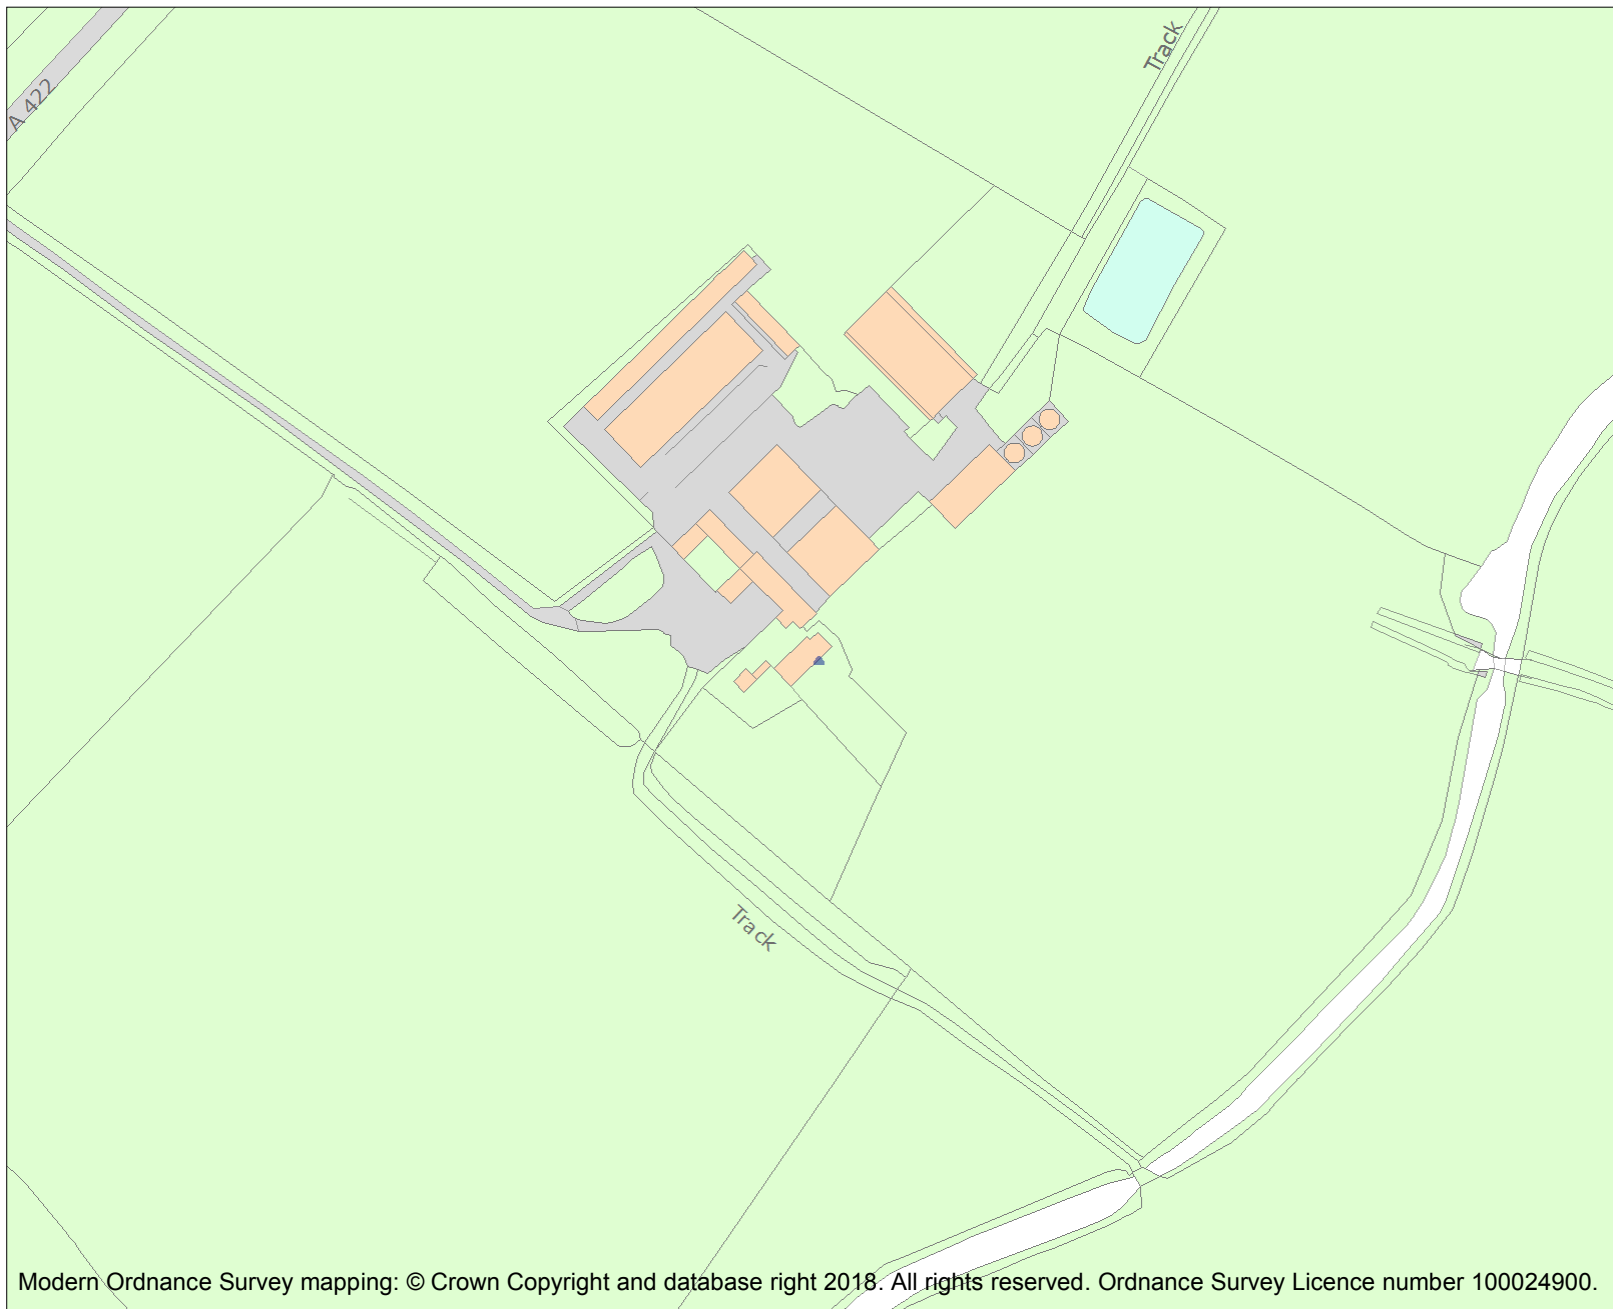 Track
A 422
Track
Modern Ordnance Survey mapping: © Crown Copyright and database right 2018. All rights reserved. Ordnance Survey Licence number 100024900.